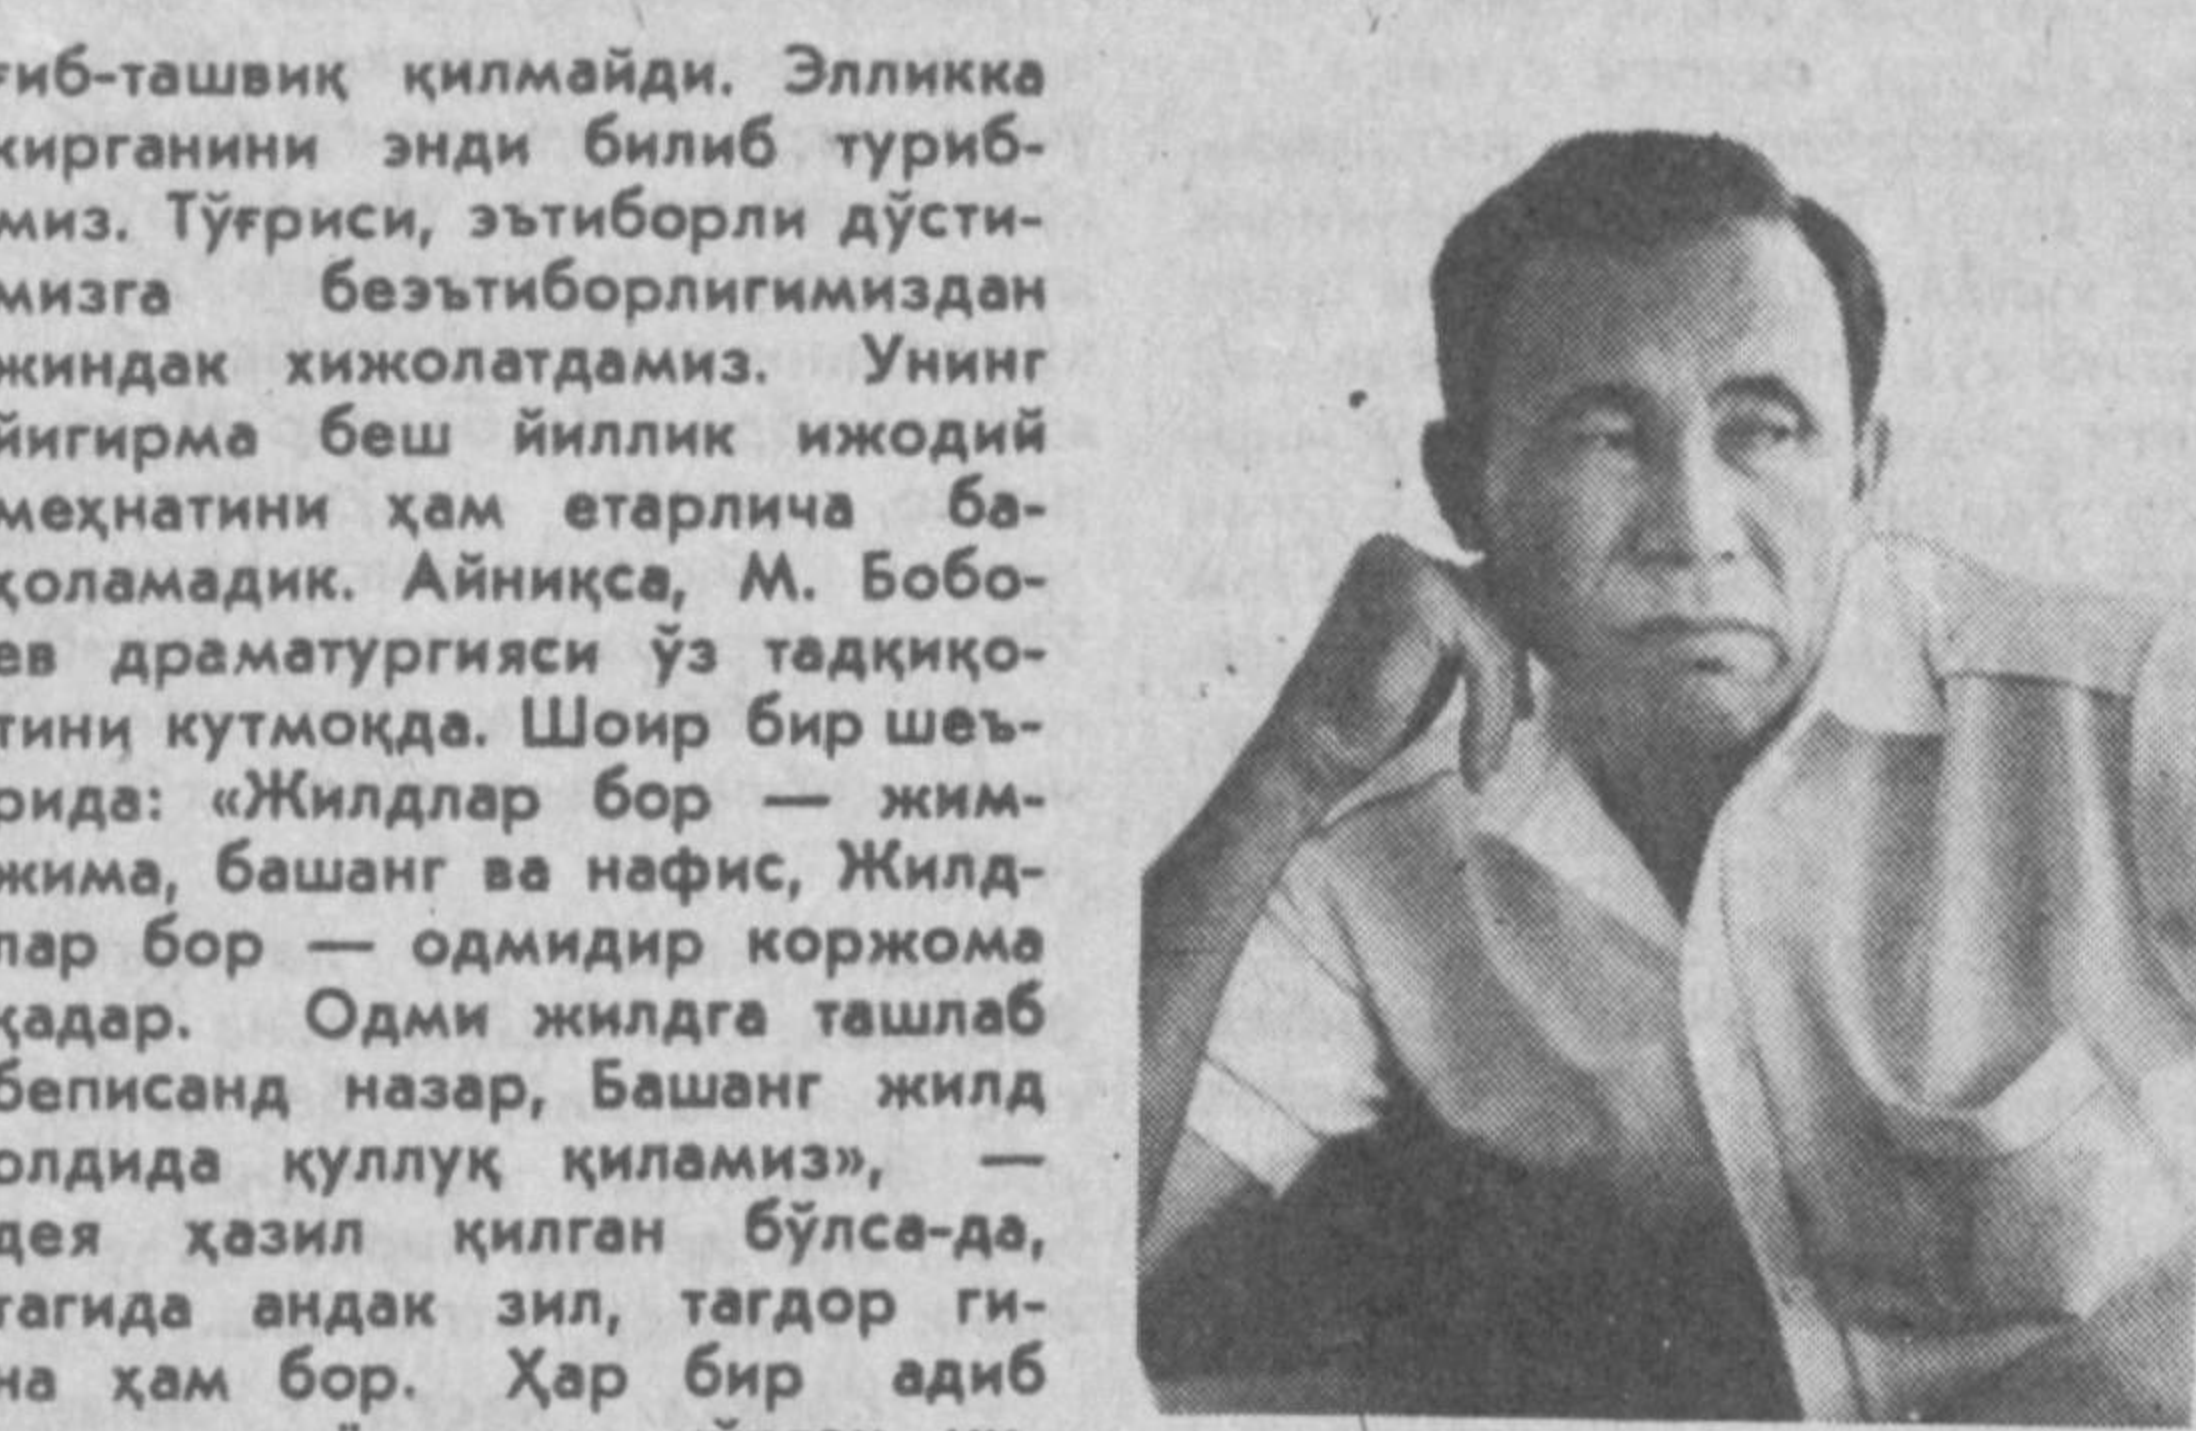 ғиб-ташвиқ қилмайди. Элликка
кирганини энди билиб туриб-
миз. Тўғриси, эътиборли дўсти-
мизга беэътиборлигимиздан
жиндак хижолатдамиз. Унинг
йигирма беш йиллик ижодий
меҳнатини ҳам етарлича ба-
ҳоламадик. Айниқса, М. Бобо-
ев драматургияси ўз тадқиқо-
тини кутмоқда. Шоир бир шеъ-
рида: «Жилдлар бор — жим-
жима, башанг ва нафис, Жилд-
лар бор — одмидир коржома
қадар. Одми жилдга ташлаб
беписанд назар, Башанг жилд
олдида қуллуқ қиламиз», —
дея ҳазил қилган бўлса-да,
тагида андак зил, тагдор ги-
на ҳам бор. Ҳар бир адиб